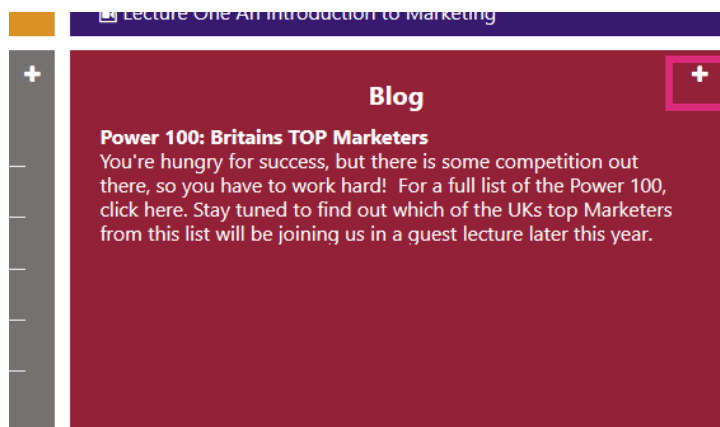 Lecture One An Introduction to Marketing
Blog
Power 100: Britains TOP Marketers
You're hungry for success, but there is some competition out
there, so you have to work hard!  For a full list of the Power 100,
click here. Stay tuned to find out which of the UKs top Marketers
from this list will be joining us in a guest lecture later this year.